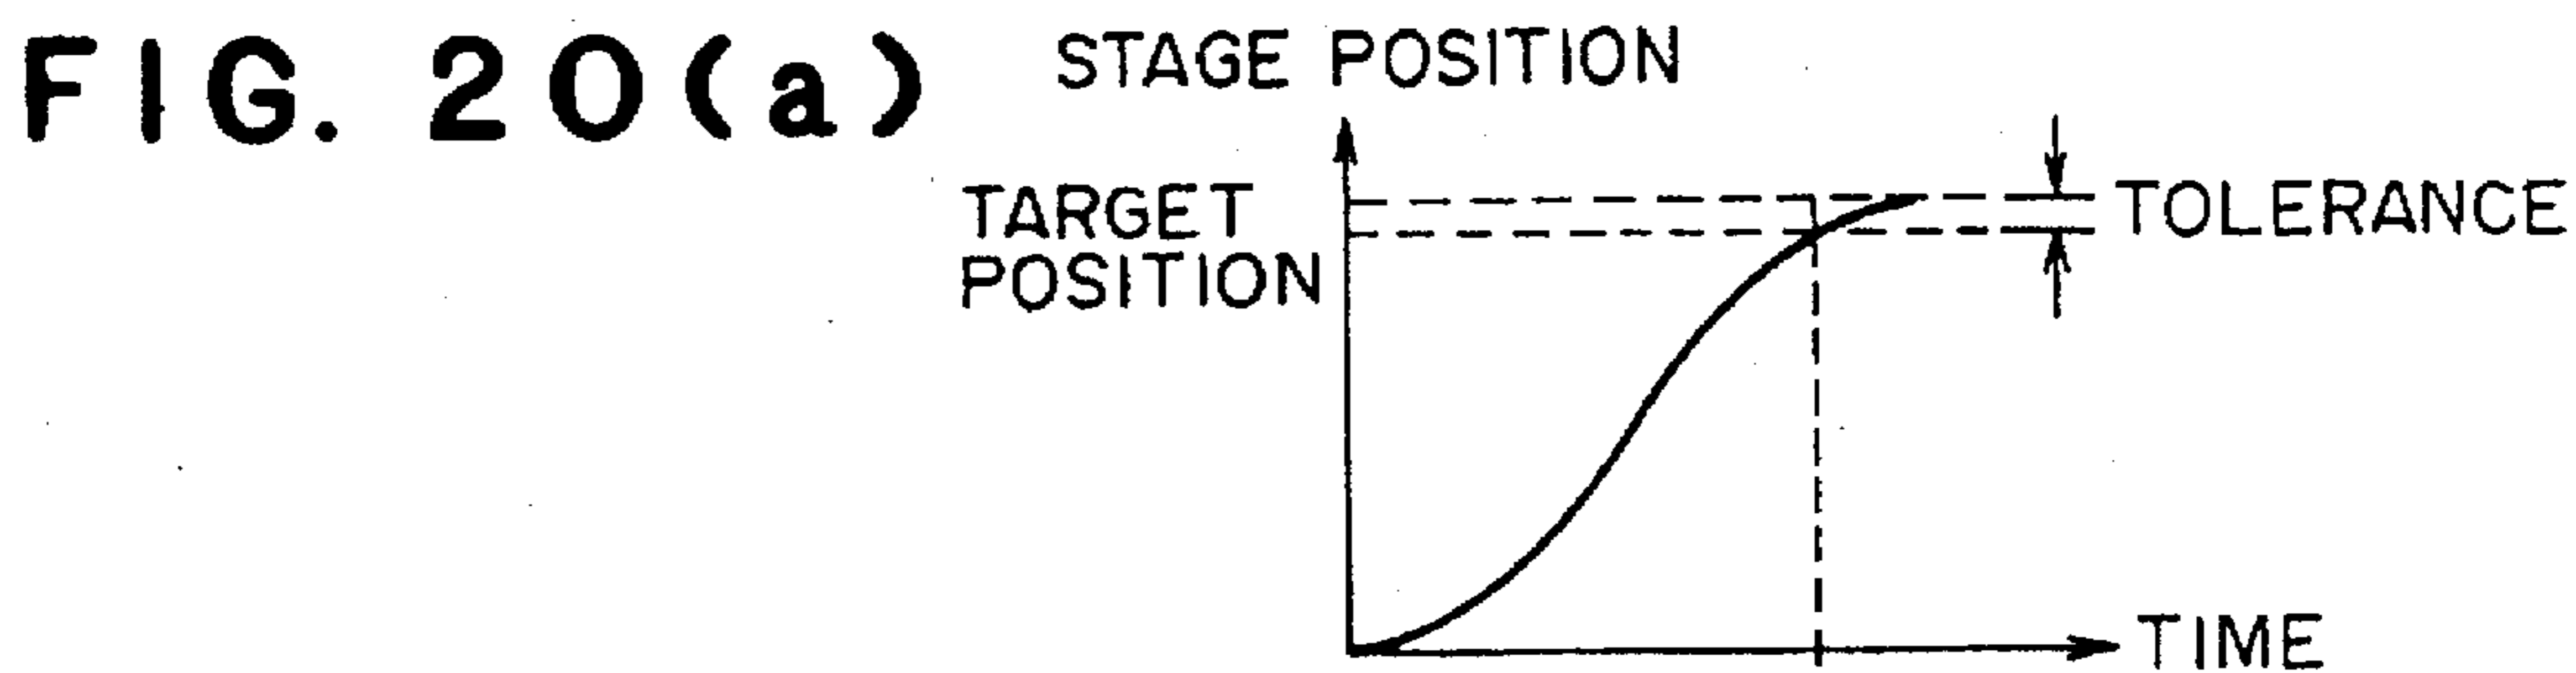 FIG. 20(a)
STAGE POSITION
TARGET
POSITION
TOLERANCE
TIME